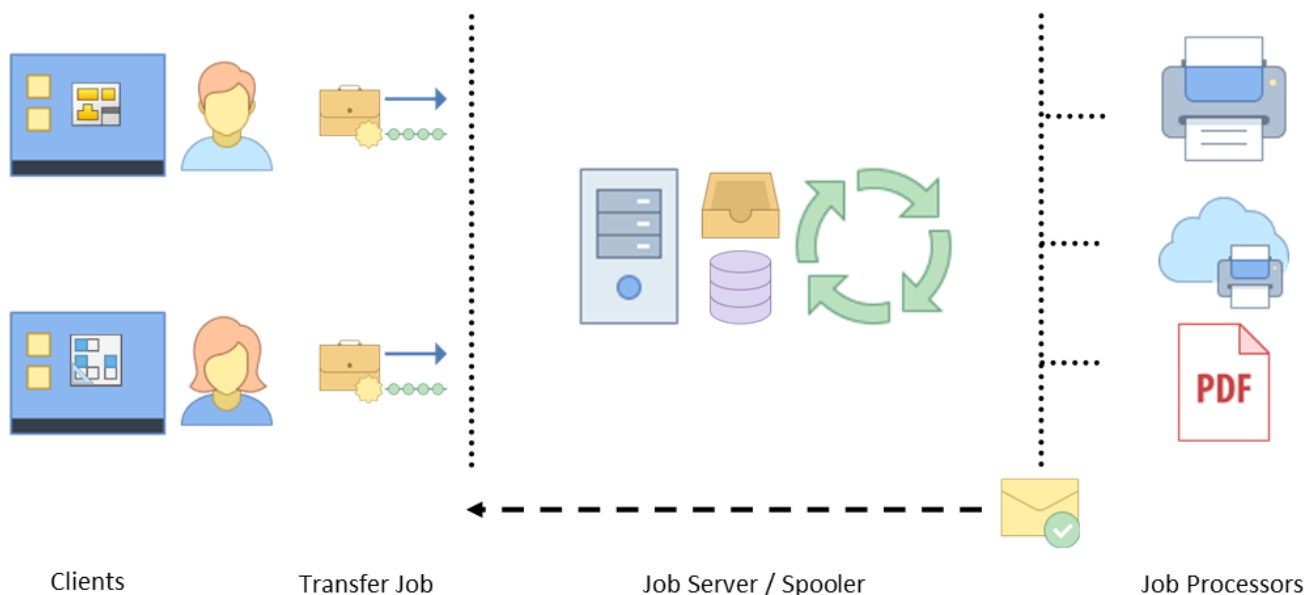 PDF
Clients
Transfer Job
Job Server / Spooler
Job Processors